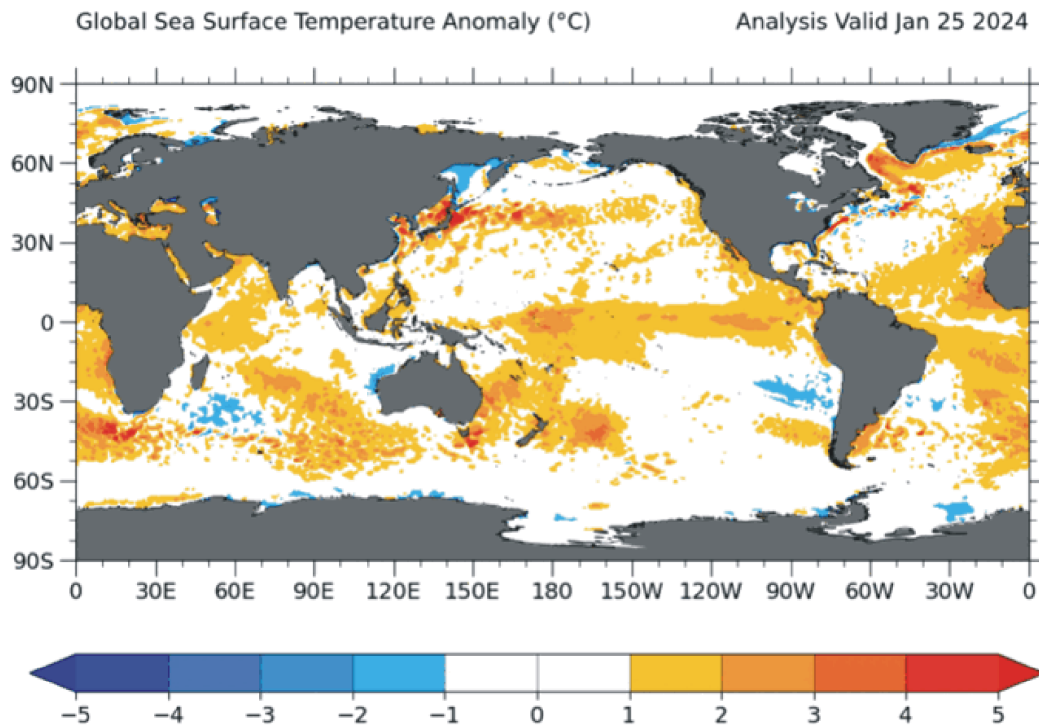 Global Sea Surface Temperature Anomaly (°C) Analysis Valid Jan 25 2024
90N
60N
30N
0
30S
60S
90S
0 30E 60E 90E 120E 150E 180 150W 120W 90W 60W 30W 0
−5 −4 −3 −2 −1 0 1 2 3 4 5